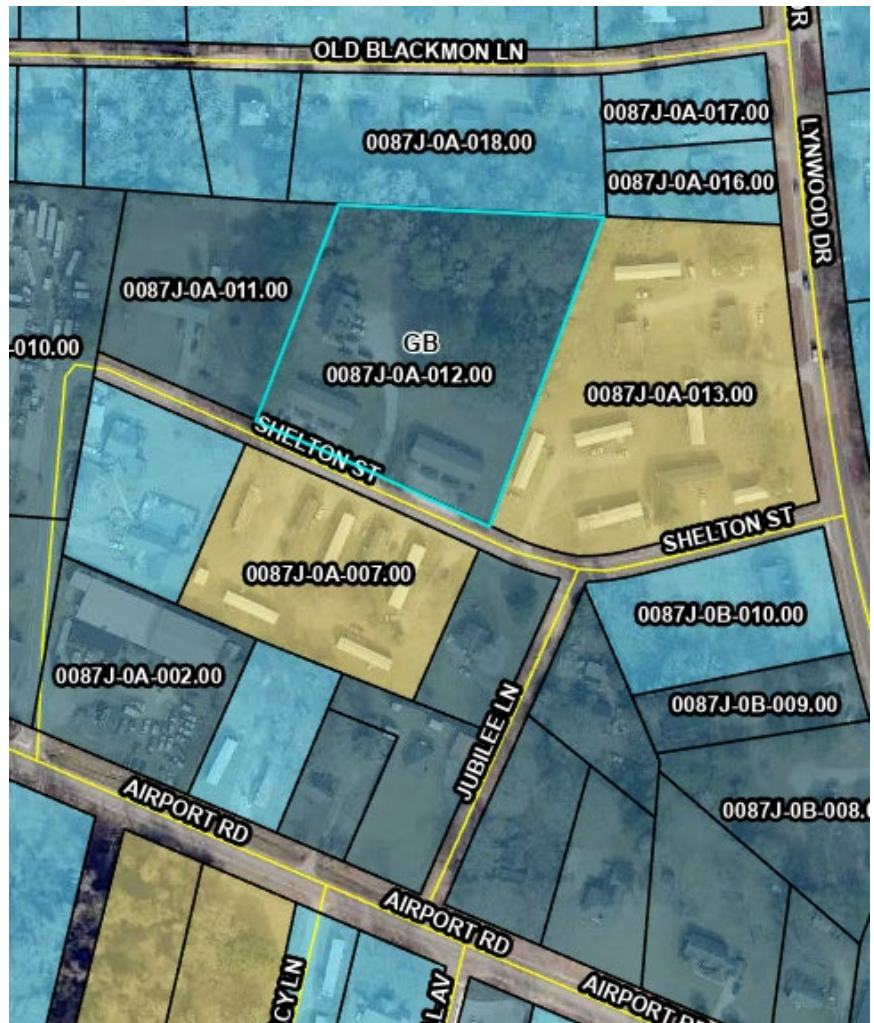 DR
OLD BLACKMON LN
0087J-0A-017.00
0087J-0A-018.00
LYNWOOD DR
0087J-0A-016.00
0087J-0A-011.00
GB
-010.00
0087J-0A-012.00
0087J-0A-013.00
SHELTON ST
SHELTON ST
0087J-0A-007.00
0087J-0B-010.00
0087J-0A-002.00
0087J-0B-009.00
JUBILEE LN
AIRPORT RD
0087J-0B-008.0
AIRPORT RD
CY LN
L AV
AIRPORT RD